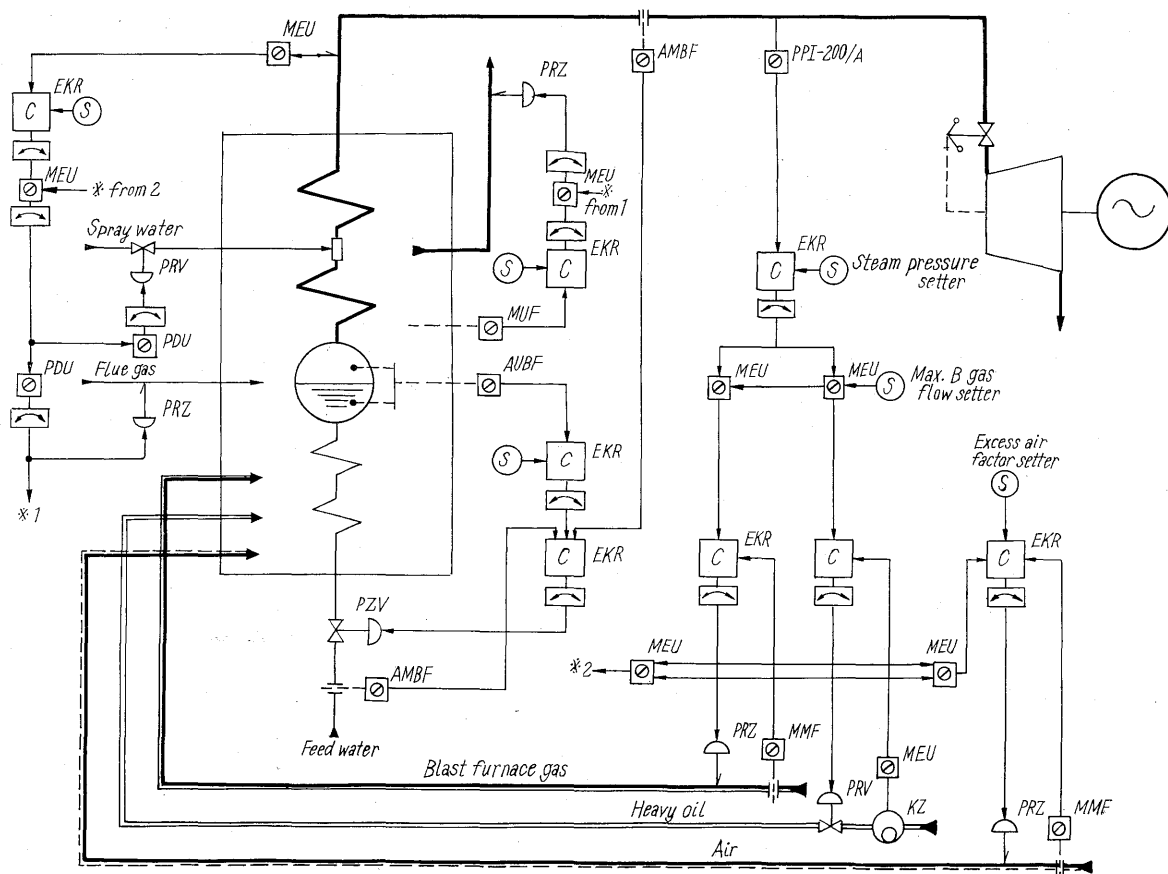 MEU
AMBF
PPI-200/A
PRZ
EKR
C
S
MEU
* from 2
MEU
* from 1
Spray water
EKR
S
C
EKR
C
S
Steam pressure
setter
PRV
PDU
MUF
PDU
AUBF
MEU
MEU
S
Max. B gas
flow setter
Flue gas
PRZ
S
C
EKR
Excess air
factor setter
S
*1
C
EKR
C
EKR
C
C
EKR
PZV
MEU
*2
MEU
AMBF
Feed water
PRZ
MMF
MEU
Blast furnace gas
PRV
KZ
Heavy oil
PRZ
MMF
Air